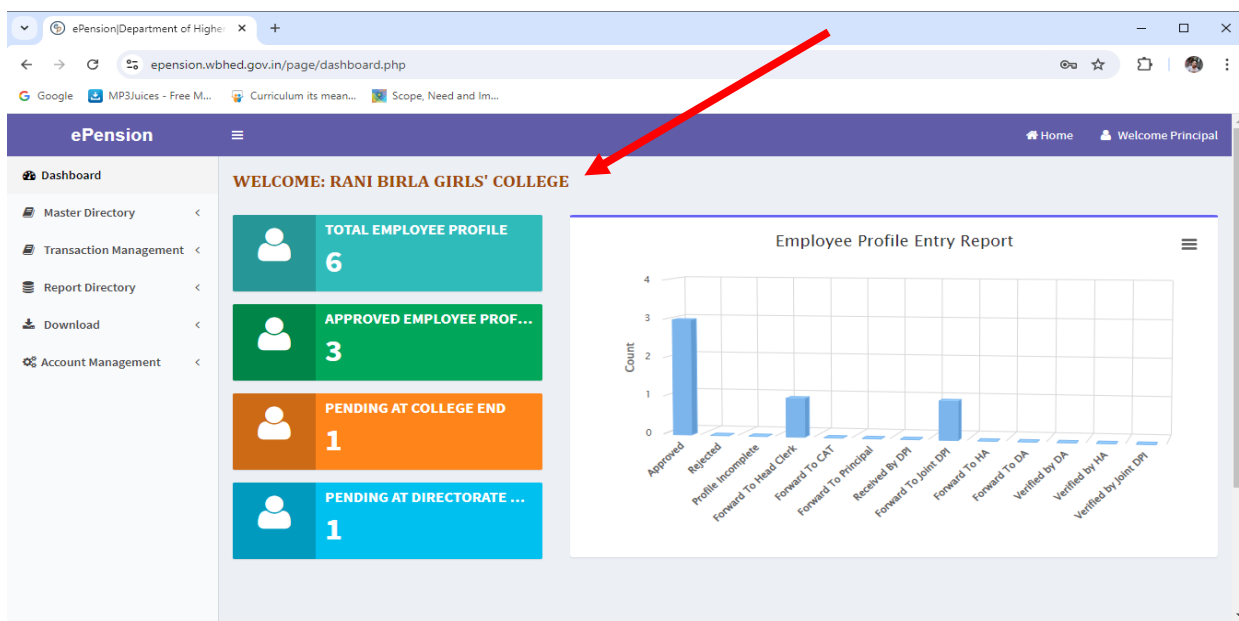 ePension|Department of Higher
epension.wbhed.gov.in/page/dashboard.php
Google MP3Juices - Free M... Curriculum its mean... Scope, Need and Im...
ePension
Home Welcome Principal
Dashboard
Master Directory
Transaction Management
Report Directory
Download
Account Management
WELCOME: RANI BIRLA GIRLS' COLLEGE
TOTAL EMPLOYEE PROFILE
6
APPROVED EMPLOYEE PROF...
3
PENDING AT COLLEGE END
1
PENDING AT DIRECTORATE ...
1
Employee Profile Entry Report
Count
4
3
2
1
0
Approved
Rejected
Profile Incomplete
Forward To Head Clerk
Forward To CAT
Forward To Principal
Received By DPI
Forward To Joint DPI
Forward To HA
Forward To DA
Verified by DA
Verified by HA
Verified by Joint DPI